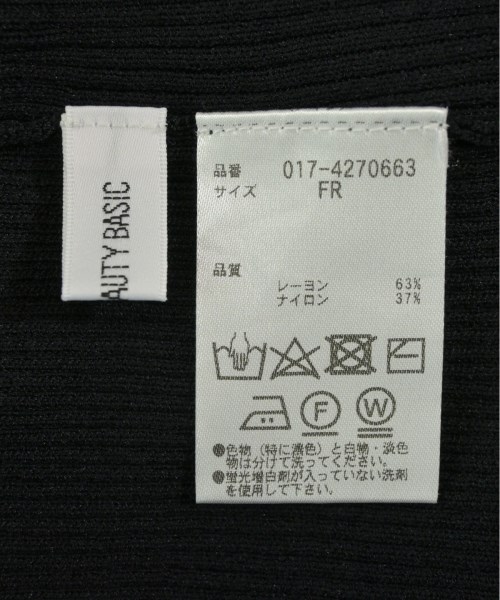 AUTY BASIC
品番 017-4270663
サイズ FR
品質
レーヨン 63%
ナイロン 37%
F
W
●色物（特に濃色）と白物・淡色
物は分けて洗ってください。
●蛍光増白剤が入っていない洗剤
を使用して下さい。